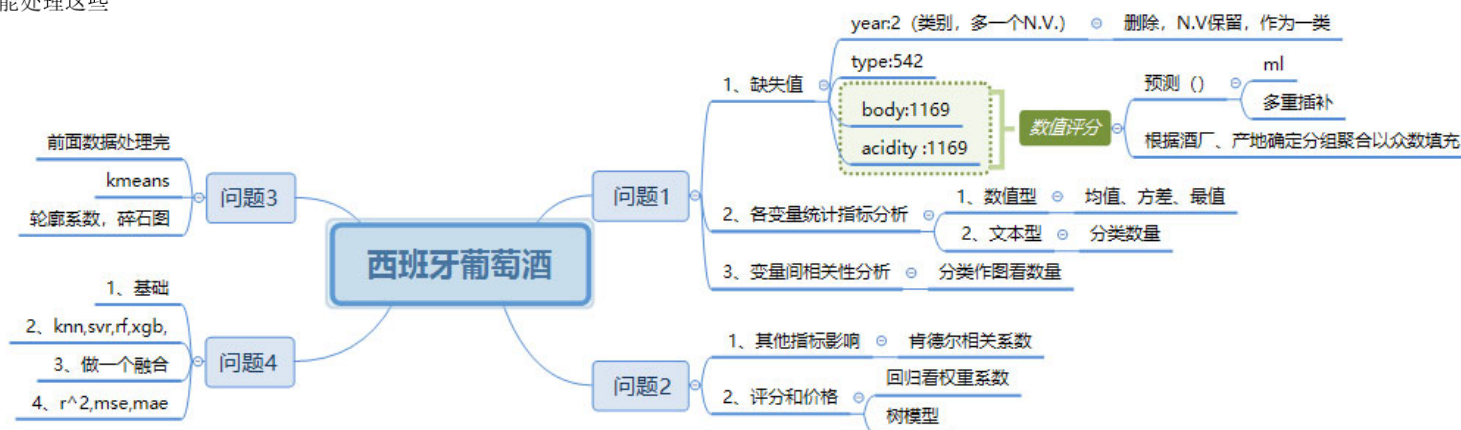 能处理这些
西班牙葡萄酒
问题1
1、缺失值
year:2（类别，多一个N.V.）
删除，N.V保留，作为一类
type:542
body:1169
acidity :1169
数值评分
预测（）
ml
多重插补
根据酒厂、产地确定分组聚合以众数填充
2、各变量统计指标分析
1、数值型
均值、方差、最值
2、文本型
分类数量
3、变量间相关性分析
分类作图看数量
问题2
1、其他指标影响
肯德尔相关系数
2、评分和价格
回归看权重系数
树模型
问题3
前面数据处理完
kmeans
轮廓系数，碎石图
问题4
1、基础
2、knn,svr,rf,xgb,
3、做一个融合
4、r^2,mse,mae